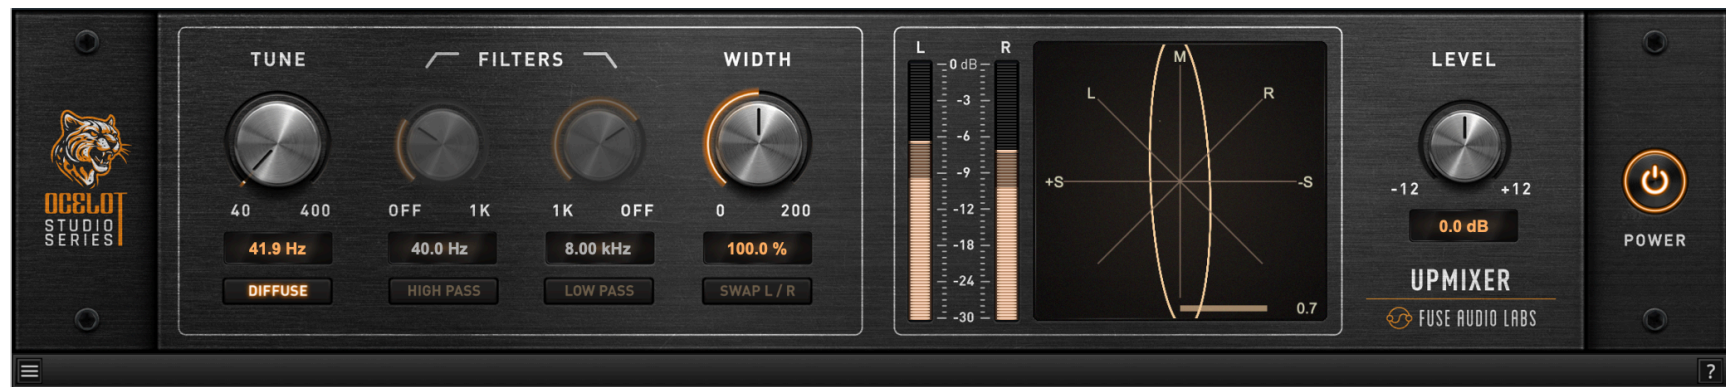 TUNE
FILTERS
WIDTH
40
400
OFF
1K
1K
OFF
0
200
41.9 Hz
40.0 Hz
8.00 kHz
100.0 %
DIFFUSE
HIGH PASS
LOW PASS
SWAP L / R
OCELOT
STUDIO
SERIES
L
R
0 dB
-3
-6
-9
-12
-18
-24
-30
M
L
R
+S
-S
0.7
LEVEL
-12
+12
0.0 dB
UPMIXER
FUSE AUDIO LABS
POWER
?